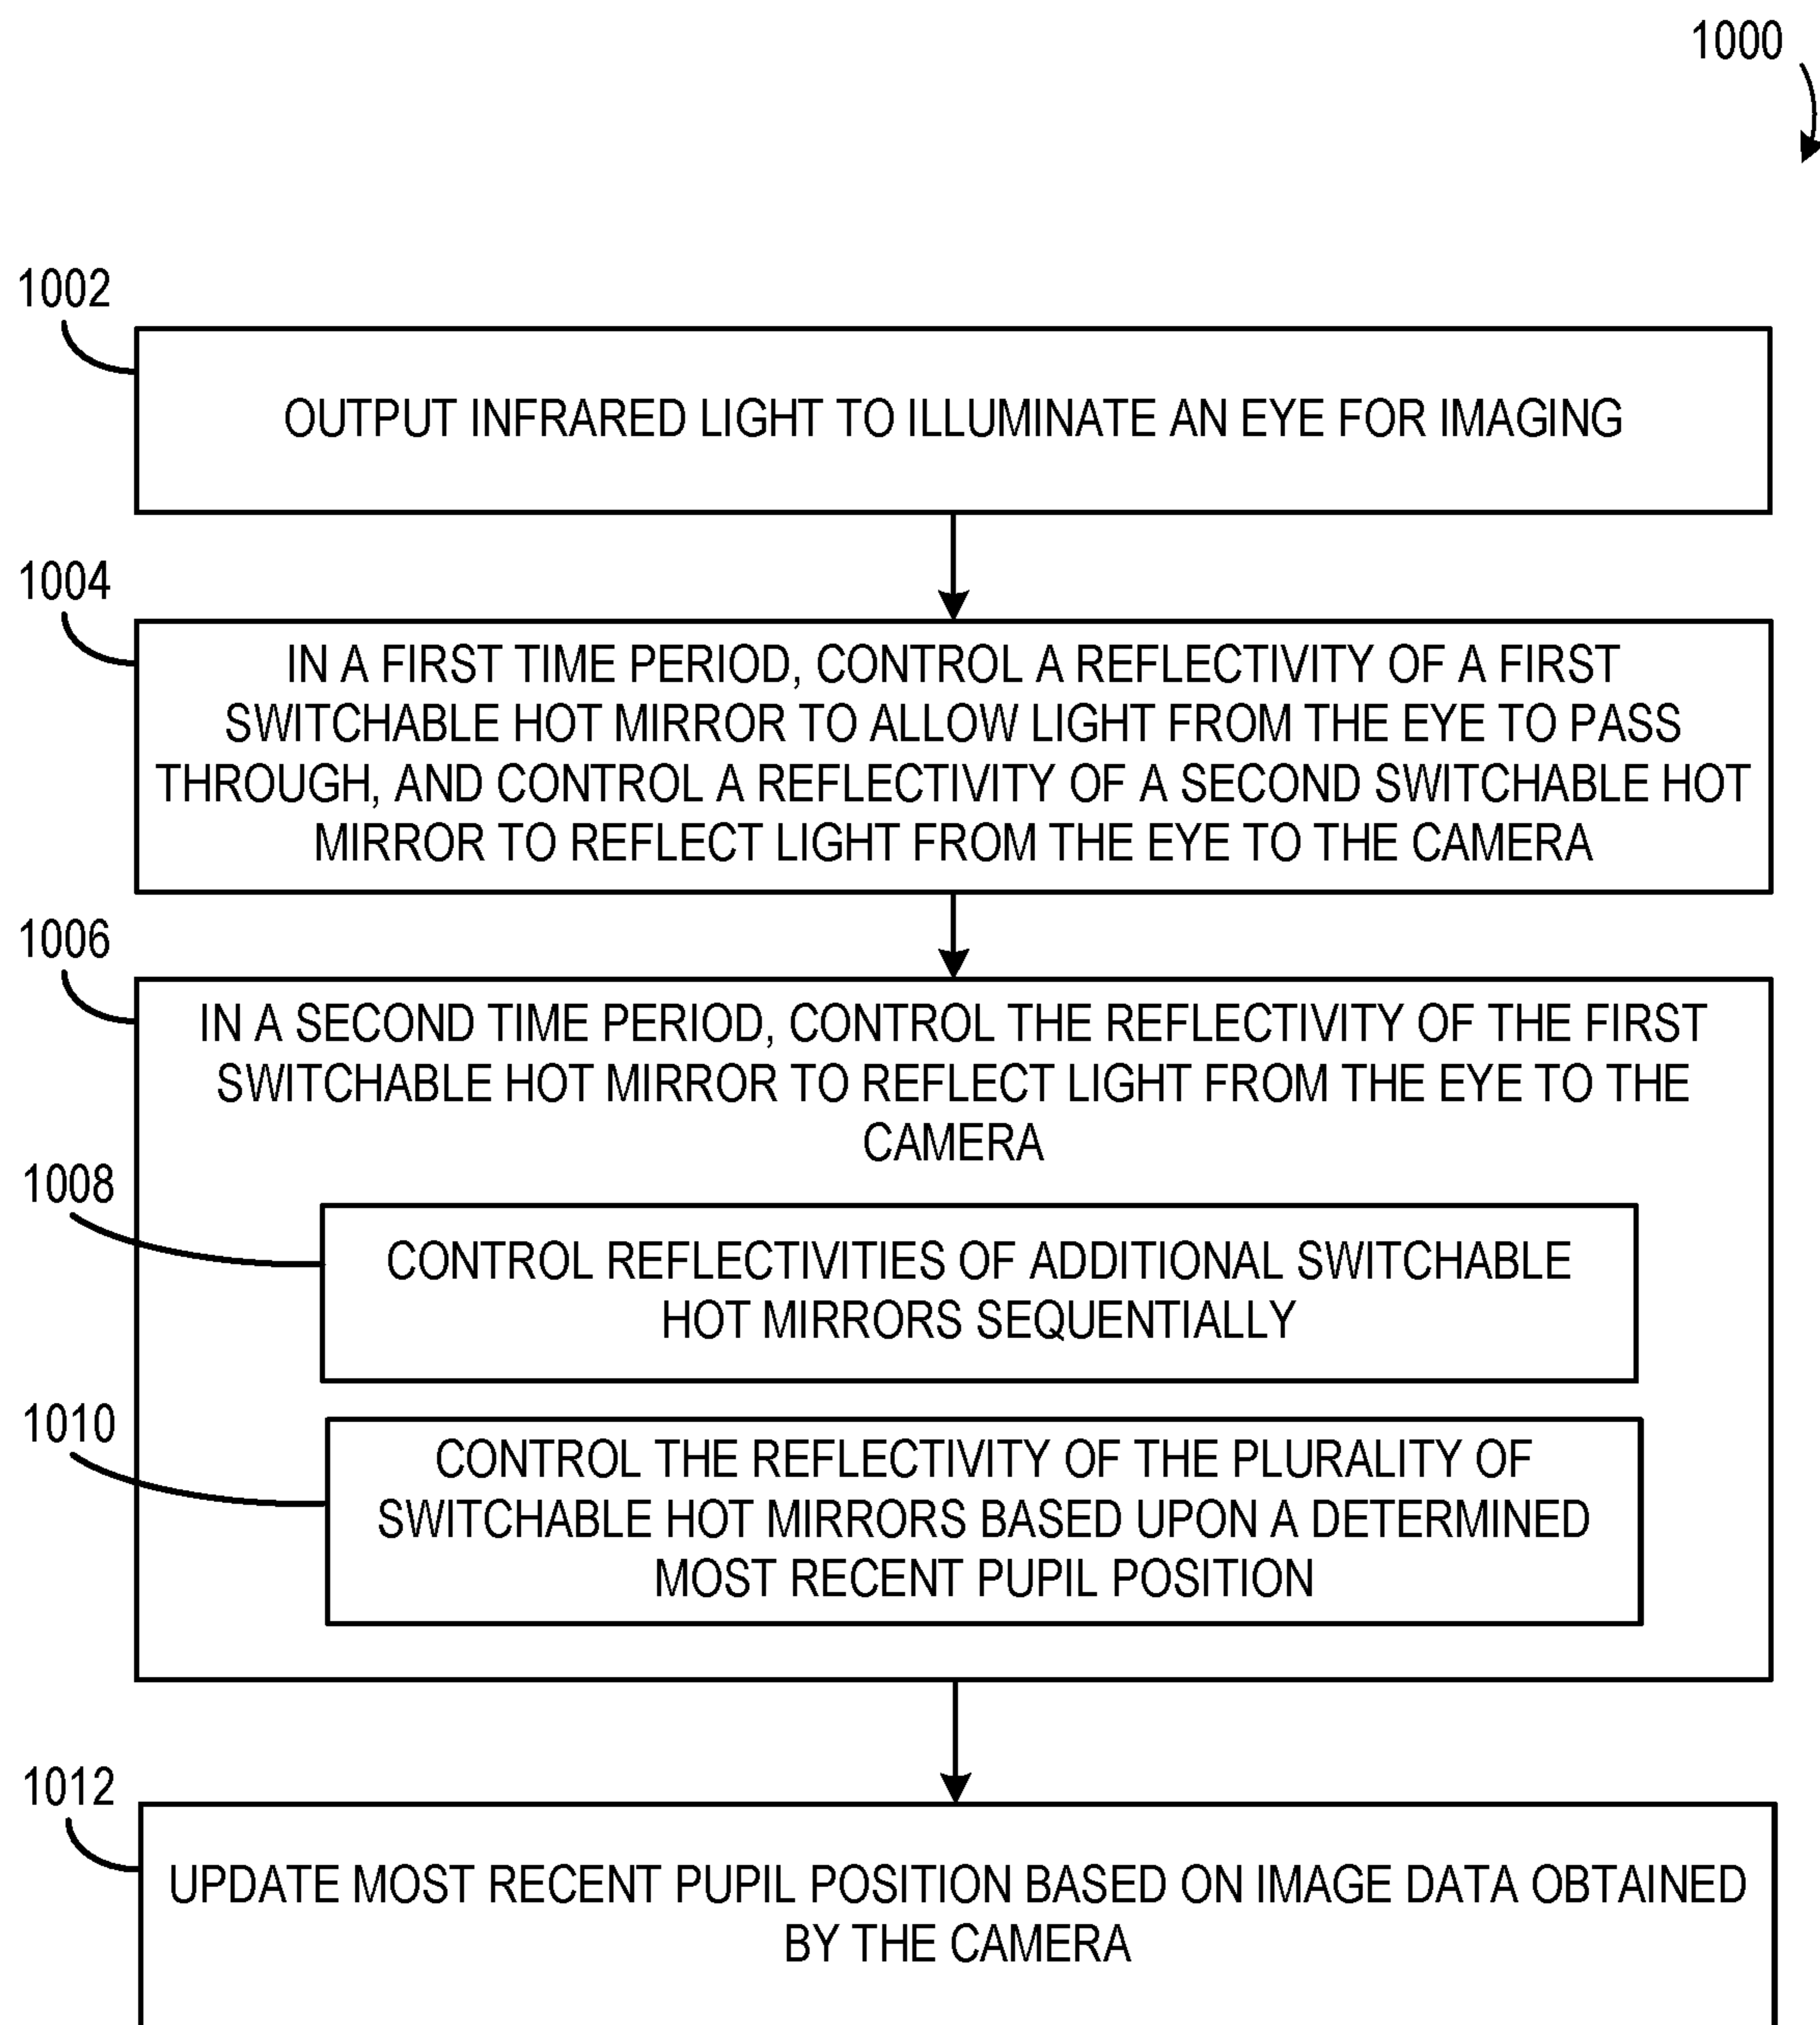 1000
1002
OUTPUT INFRARED LIGHT TO ILLUMINATE AN EYE FOR IMAGING
1004
IN A FIRST TIME PERIOD, CONTROL A REFLECTIVITY OF A FIRST
SWITCHABLE HOT MIRROR TO ALLOW LIGHT FROM THE EYE TO PASS
THROUGH, AND CONTROL A REFLECTIVITY OF A SECOND SWITCHABLE HOT
MIRROR TO REFLECT LIGHT FROM THE EYE TO THE CAMERA
1006
IN A SECOND TIME PERIOD, CONTROL THE REFLECTIVITY OF THE FIRST
SWITCHABLE HOT MIRROR TO REFLECT LIGHT FROM THE EYE TO THE
CAMERA
1008
CONTROL REFLECTIVITIES OF ADDITIONAL SWITCHABLE
HOT MIRRORS SEQUENTIALLY
1010
CONTROL THE REFLECTIVITY OF THE PLURALITY OF
SWITCHABLE HOT MIRRORS BASED UPON A DETERMINED
MOST RECENT PUPIL POSITION
1012
UPDATE MOST RECENT PUPIL POSITION BASED ON IMAGE DATA OBTAINED
BY THE CAMERA